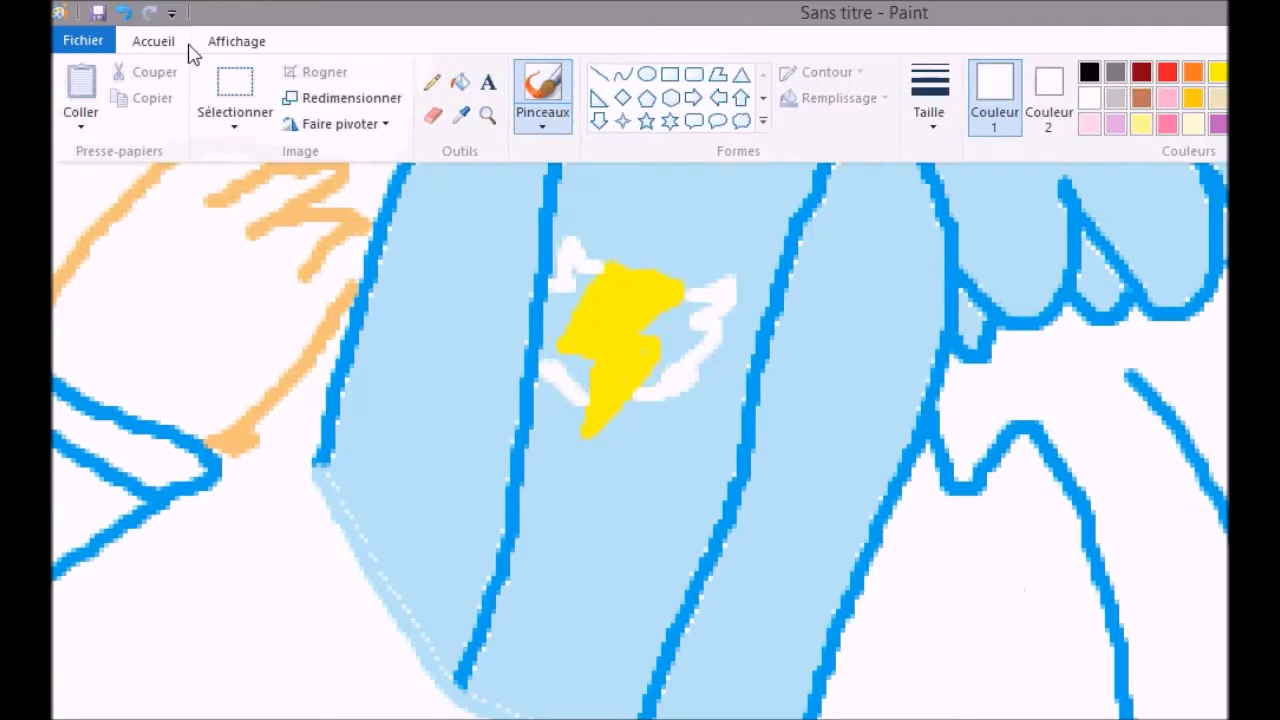 Sans titre - Paint
Fichier Accueil Affichage
Coller
Couper
Copier
Presse-papiers
Sélectionner
Rogner
Redimensionner
Faire pivoter
Image
A
Outils
Pinceaux
Contour
Remplissage
Formes
Taille
Couleur
1
Couleur
2
Couleurs